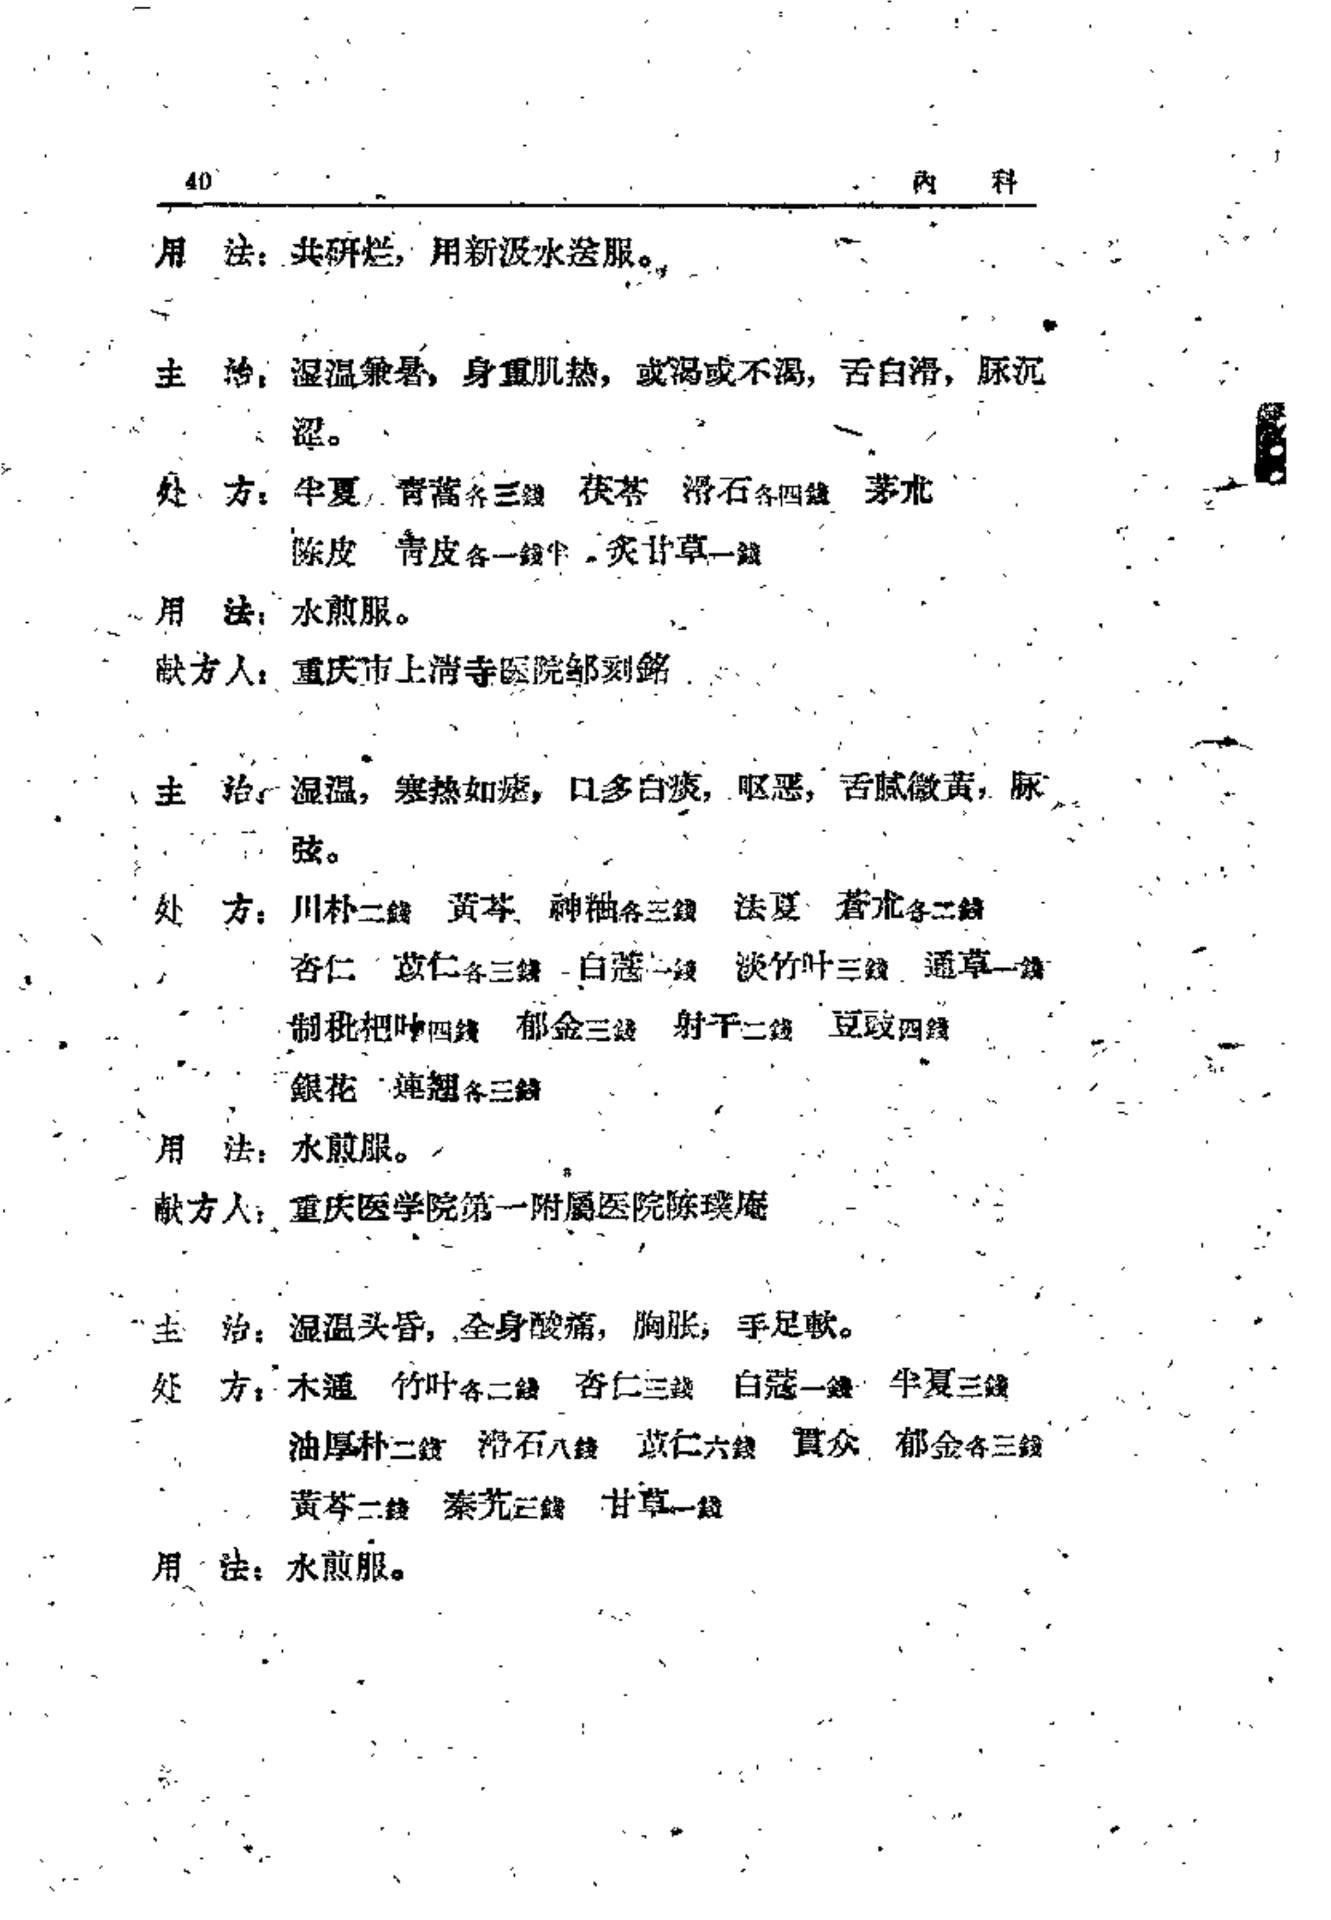 40 內科
用法：共研烂，用新汲水送服。
主治：湿温兼暑，身重肌热，或渴或不渴，舌白滑，脉沉
涩。
处方：半夏 青蒿各三錢 茯苓 滑石各四錢 茅朮
陈皮 青皮各一錢半 炙甘草一錢
用法：水煎服。
献方人：重庆市上清寺医院邹刻銘
主治：湿温，寒热如疟，口多白痰，呕恶，舌腻微黃，脉
弦。
处方：川朴二錢 黃芩 神粬各三錢 法夏 蒼朮各二錢
杏仁 苡仁各三錢 白蔻一錢 淡竹叶三錢 通草一錢
制枇杷叶四錢 郁金三錢 射干二錢 豆豉四錢
銀花 連翘各三錢
用法：水煎服。
献方人：重庆医学院第一附屬医院陈璞庵
主治：湿温头昏，全身酸痛，胸胀，手足軟。
处方：木通 竹叶各二錢 杏仁三錢 白蔻一錢 半夏三錢
油厚朴二錢 滑石八錢 苡仁六錢 貫众 郁金各三錢
黃芩二錢 秦艽三錢 甘草一錢
用法：水煎服。